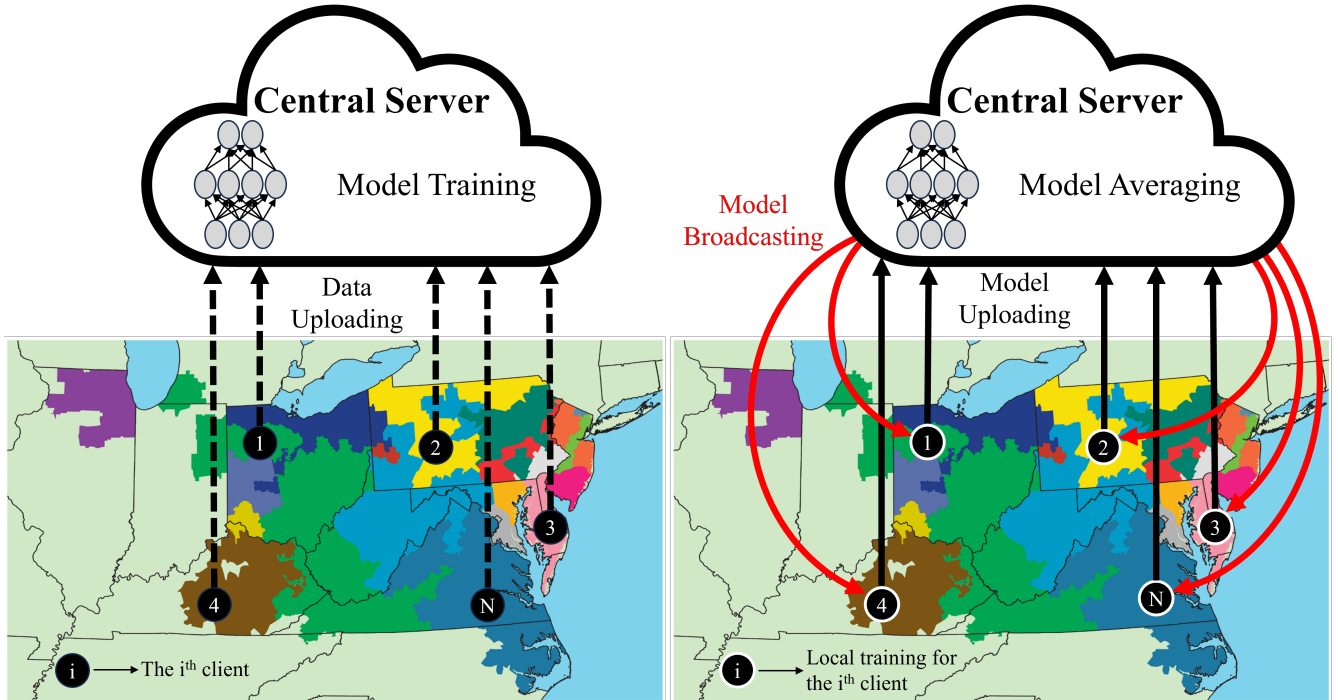 Central Server
Model Training
Data
Uploading
1
2
3
4
N
i
The iᵗʰ client
Central Server
Model Averaging
Model
Broadcasting
Model
Uploading
1
2
3
4
N
i
Local training for
the iᵗʰ client